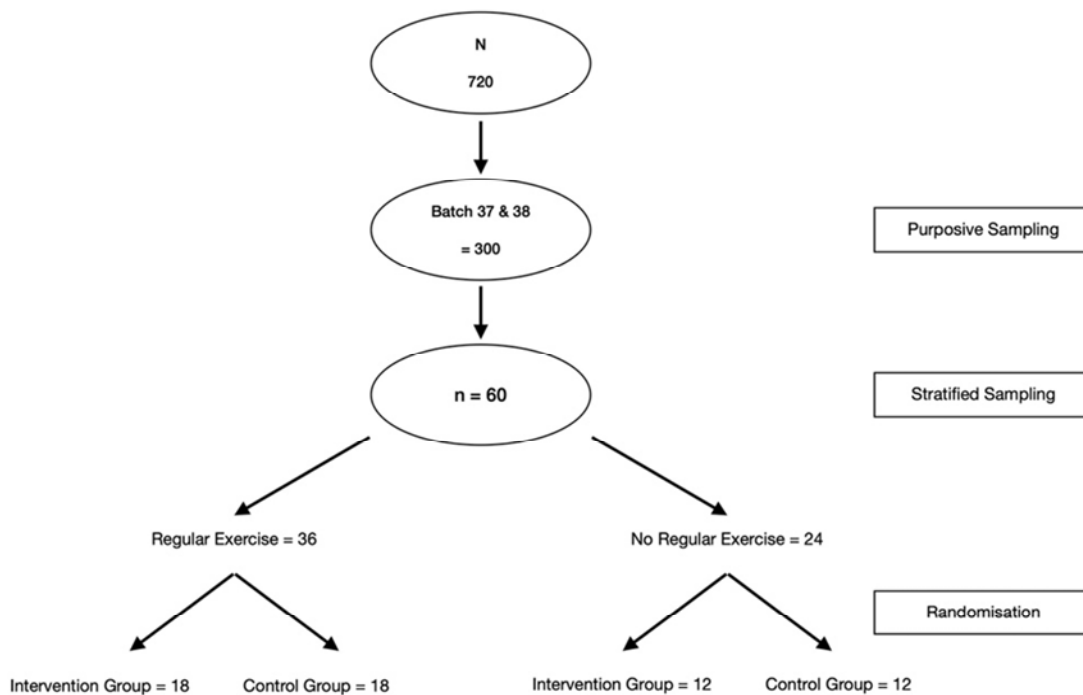 N
720
Batch 37 & 38
= 300
Purposive Sampling
n = 60
Stratified Sampling
Regular Exercise = 36
No Regular Exercise = 24
Randomisation
Intervention Group = 18
Control Group = 18
Intervention Group = 12
Control Group = 12